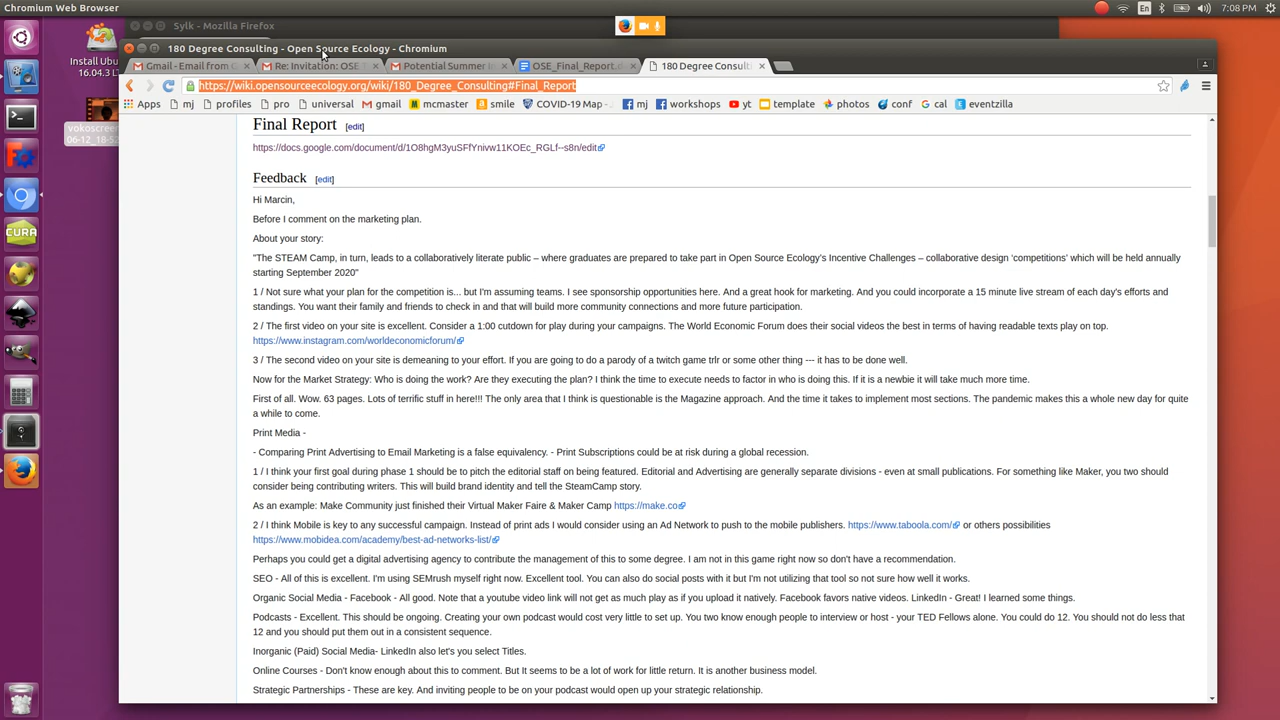 Chromium Web Browser
En
7:08 PM
Sylk - Mozilla Firefox
180 Degree Consulting - Open Source Ecology - Chromium
Install Ubu
16.04.3 LT
Gmail - Email from G
Re: Invitation: OSE S
Potential Summer In
OSE_Final_Report.do
180 Degree Consulti
https://wiki.opensourceecology.org/wiki/180_Degree_Consulting#Final_Report
Apps
mj
profiles
pro
universal
gmail
mcmaster
smile
COVID-19 Map -
mj
workshops
yt
template
photos
conf
cal
eventzilla
vokoscreen
CURA
Final Report [edit]
https://docs.google.com/document/d/1O8hgM3yuSFfYnivw11KOEc_RGLf--s8n/edit
Feedback [edit]
Hi Marcin,
Before I comment on the marketing plan.
About your story:
"The STEAM Camp, in turn, leads to a collaboratively literate public – where graduates are prepared to take part in Open Source Ecology's Incentive Challenges – collaborative design 'competitions' which will be held annually
starting September 2020"
1 / Not sure what your plan for the competition is... but I'm assuming teams. I see sponsorship opportunities here. And a great hook for marketing. And you could incorporate a 15 minute live stream of each day's efforts and
standings. You want their family and friends to check in and that will build more community connections and more future participation.
2 / The first video on your site is excellent. Consider a 1:00 cutdown for play during your campaigns. The World Economic Forum does their social videos the best in terms of having readable texts play on top.
https://www.instagram.com/worldeconomicforum/
3 / The second video on your site is demeaning to your effort. If you are going to do a parody of a twitch game trlr or some other thing --- it has to be done well.
Now for the Market Strategy: Who is doing the work? Are they executing the plan? I think the time to execute needs to factor in who is doing this. If it is a newbie it will take much more time.
First of all. Wow. 63 pages. Lots of terrific stuff in here!!! The only area that I think is questionable is the Magazine approach. And the time it takes to implement most sections. The pandemic makes this a whole new day for quite
a while to come.
Print Media -
- Comparing Print Advertising to Email Marketing is a false equivalency. - Print Subscriptions could be at risk during a global recession.
1 / I think your first goal during phase 1 should be to pitch the editorial staff on being featured. Editorial and Advertising are generally separate divisions - even at small publications. For something like Maker, you two should
consider being contributing writers. This will build brand identity and tell the SteamCamp story.
As an example: Make Community just finished their Virtual Maker Faire & Maker Camp https://make.co
2 / I think Mobile is key to any successful campaign. Instead of print ads I would consider using an Ad Network to push to the mobile publishers. https://www.taboola.com/ or others possibilities
https://www.mobidea.com/academy/best-ad-networks-list/
Perhaps you could get a digital advertising agency to contribute the management of this to some degree. I am not in this game right now so don't have a recommendation.
SEO - All of this is excellent. I'm using SEMrush myself right now. Excellent tool. You can also do social posts with it but I'm not utilizing that tool so not sure how well it works.
Organic Social Media - Facebook - All good. Note that a youtube video link will not get as much play as if you upload it natively. Facebook favors native videos. LinkedIn - Great! I learned some things.
Podcasts - Excellent. This should be ongoing. Creating your own podcast would cost very little to set up. You two know enough people to interview or host - your TED Fellows alone. You could do 12. You should not do less that
12 and you should put them out in a consistent sequence.
Inorganic (Paid) Social Media- LinkedIn also let's you select Titles.
Online Courses - Don't know enough about this to comment. But It seems to be a lot of work for little return. It is another business model.
Strategic Partnerships - These are key. And inviting people to be on your podcast would open up your strategic relationship.